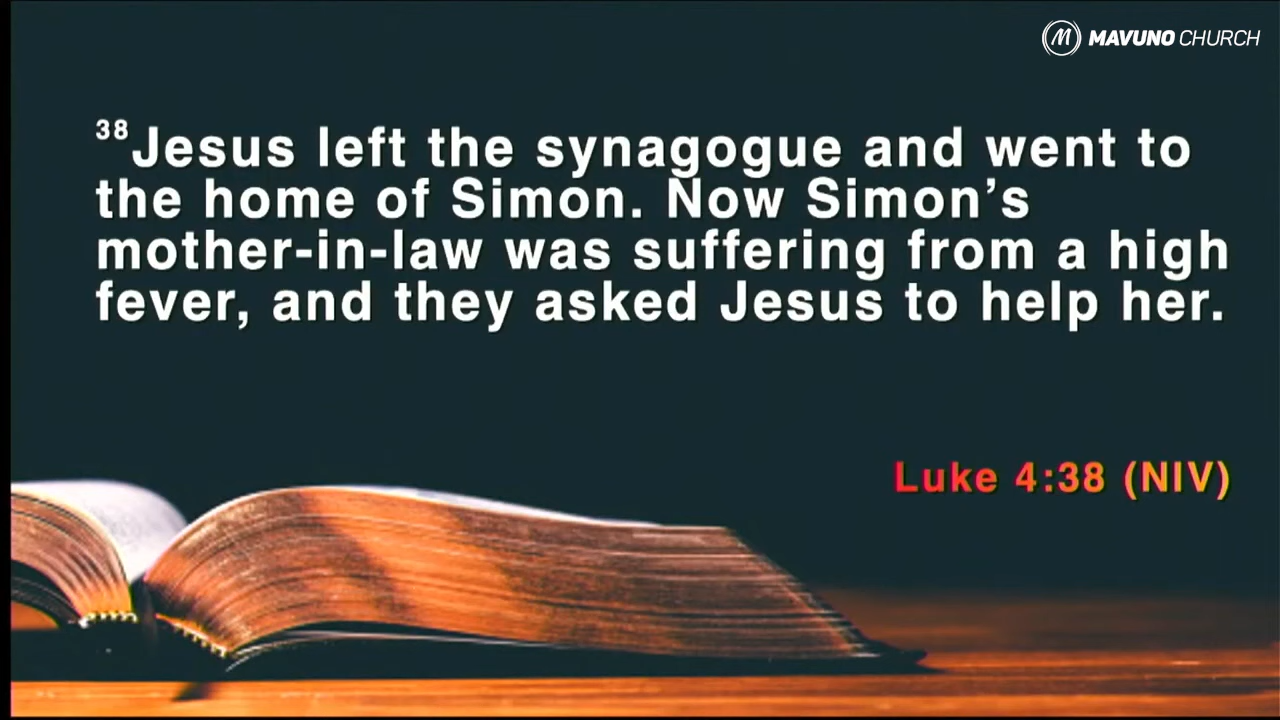 MAVUNO CHURCH
38Jesus left the synagogue and went to
the home of Simon. Now Simon’s
mother-in-law was suffering from a high
fever, and they asked Jesus to help her.
Luke 4:38 (NIV)